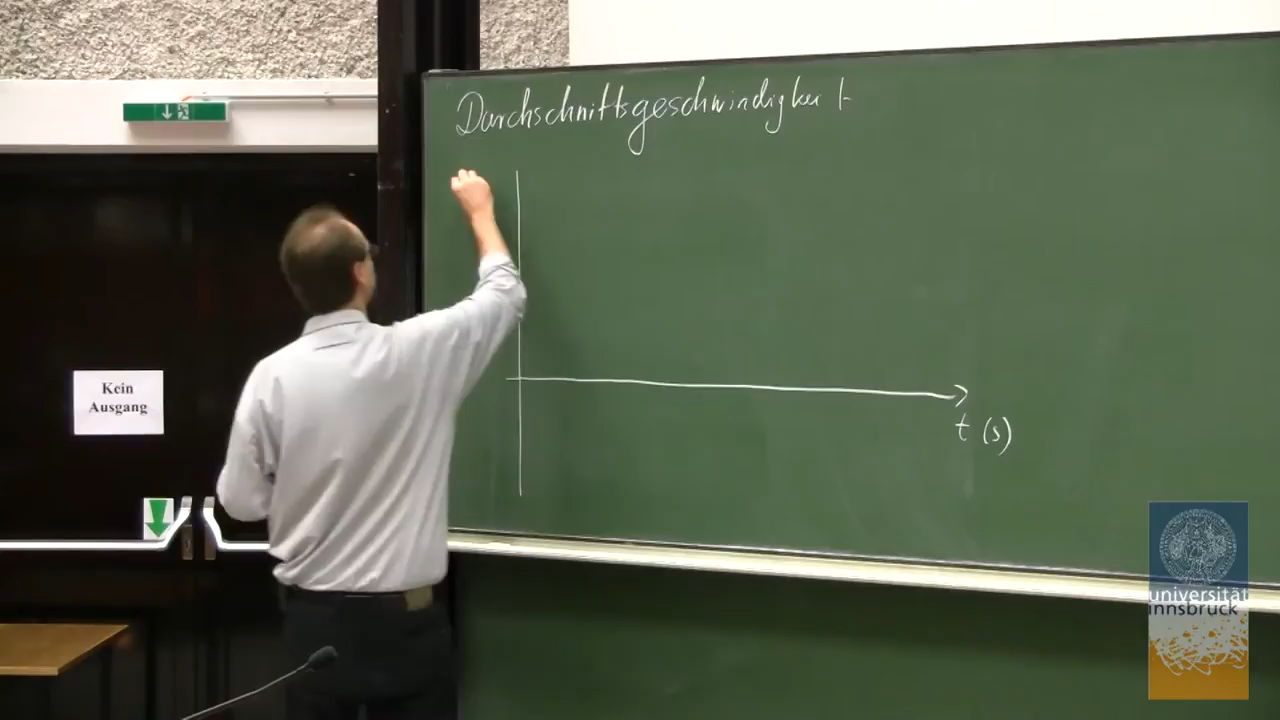 Durchschnittsgeschwindigkeit
t (s)
Kein
Ausgang
universität
innsbruck